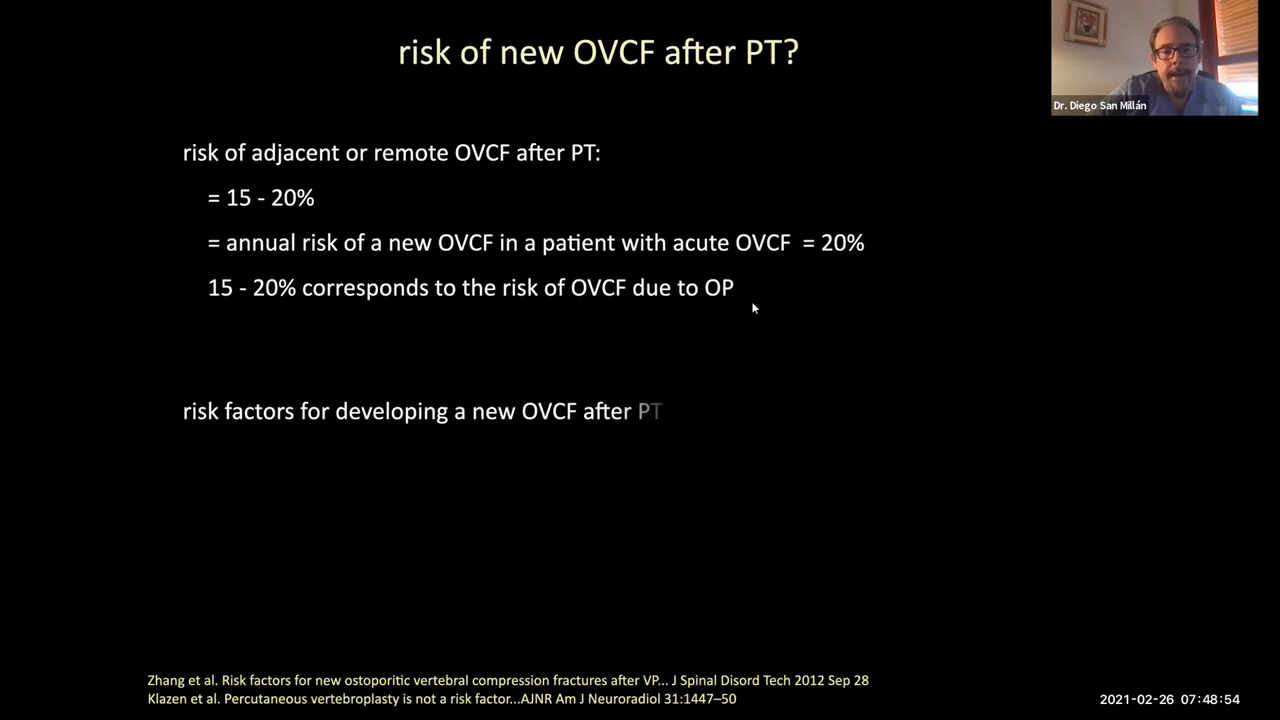 risk of new OVCF after PT?
Dr. Diego San Millán
risk of adjacent or remote OVCF after PT:
= 15 - 20%
= annual risk of a new OVCF in a patient with acute OVCF = 20%
15 - 20% corresponds to the risk of OVCF due to OP
risk factors for developing a new OVCF after PT
Zhang et al. Risk factors for new ostoporitic vertebral compression fractures after VP... J Spinal Disord Tech 2012 Sep 28
Klazen et al. Percutaneous vertebroplasty is not a risk factor...AJNR Am J Neuroradiol 31:1447–50
2021-02-26 07:48:54